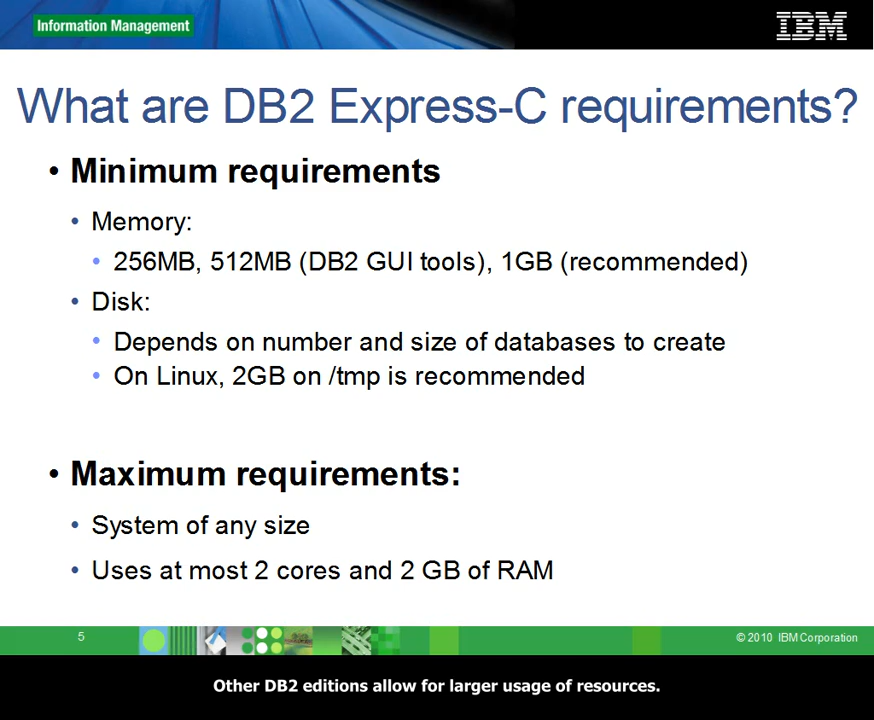 Information Management
IBM
What are DB2 Express-C requirements?
• Minimum requirements
• Memory:
• 256MB, 512MB (DB2 GUI tools), 1GB (recommended)
• Disk:
• Depends on number and size of databases to create
• On Linux, 2GB on /tmp is recommended
• Maximum requirements:
• System of any size
• Uses at most 2 cores and 2 GB of RAM
5
© 2010 IBM Corporation
Other DB2 editions allow for larger usage of resources.